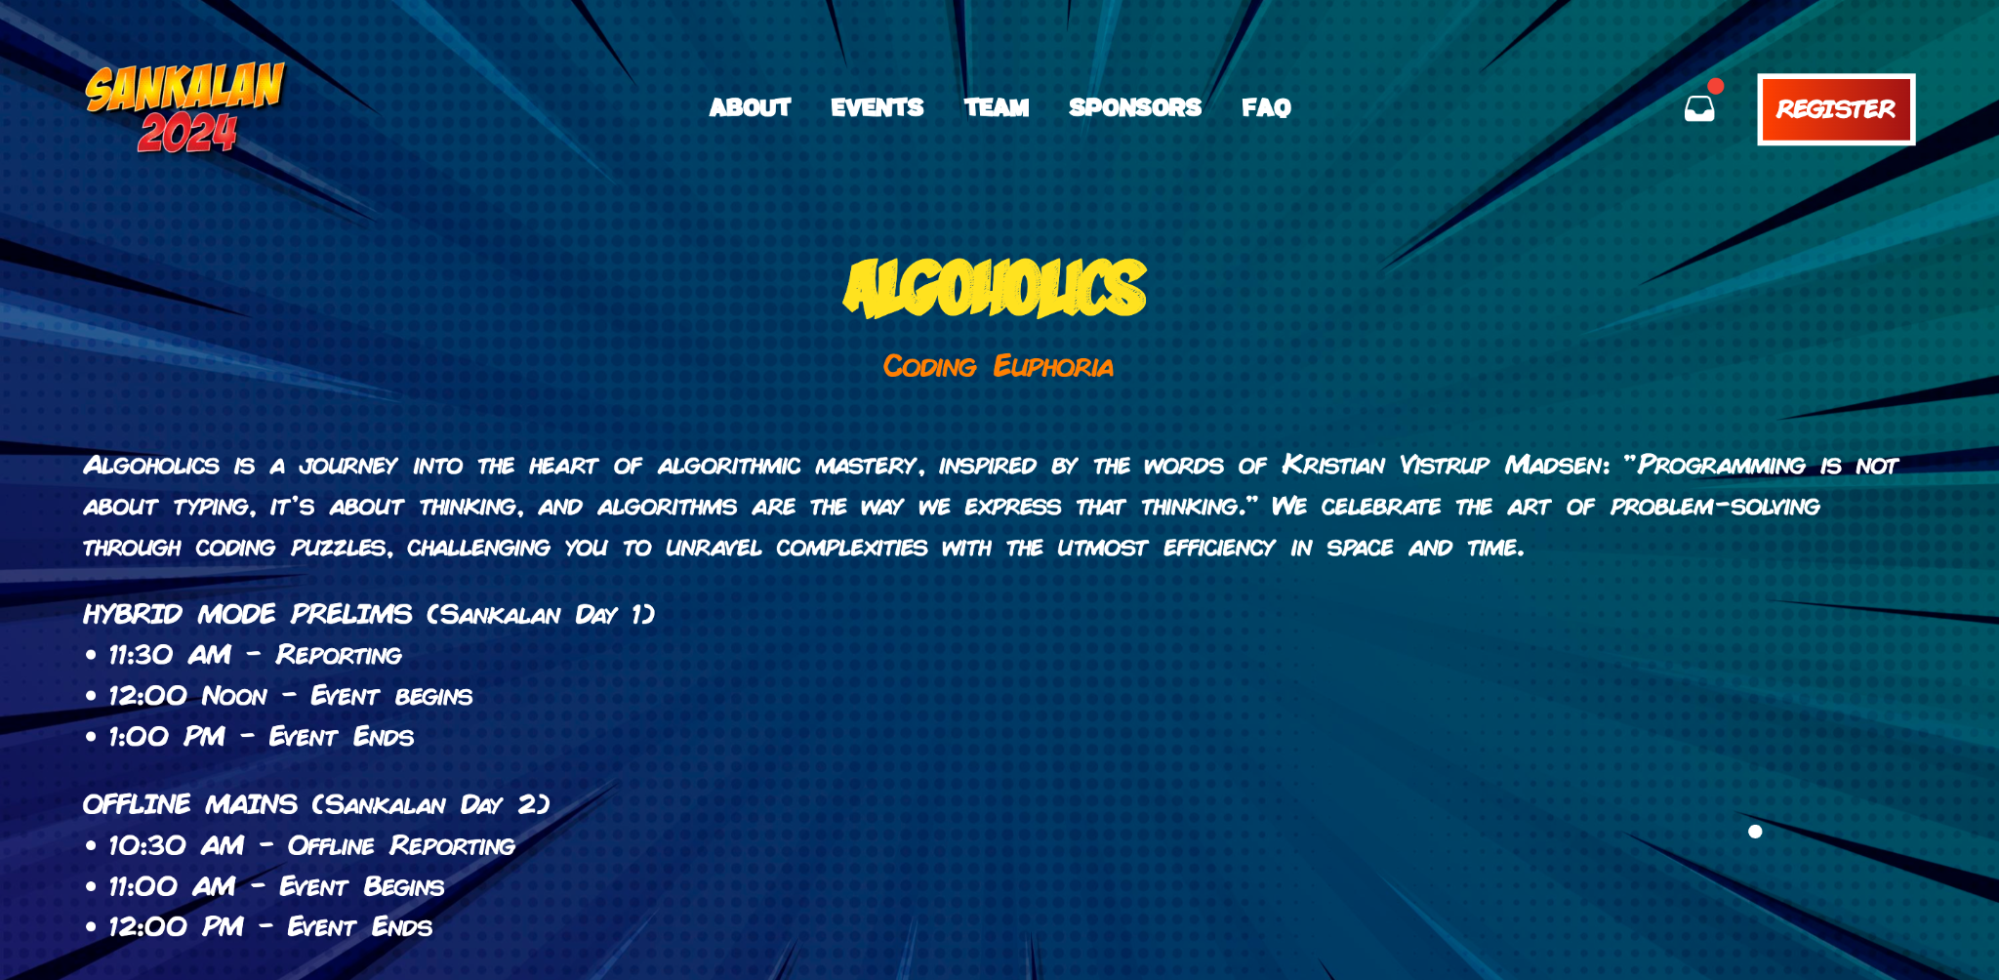 SANKALAN
2024
ABOUT EVENTS TEAM SPONSORS FAQ
REGISTER
ALGOHOLICS
Coding Euphoria
Algoholics is a journey into the heart of algorithmic mastery, inspired by the words of Kristian Vistrup Madsen: "Programming is not
about typing, it's about thinking, and algorithms are the way we express that thinking." We celebrate the art of problem-solving
through coding puzzles, challenging you to unravel complexities with the utmost efficiency in space and time.
HYBRID MODE PRELIMS (Sankalan Day 1)
• 11:30 AM - Reporting
• 12:00 Noon - Event begins
• 1:00 PM - Event Ends
OFFLINE MAINS (Sankalan Day 2)
• 10:30 AM - Offline Reporting
• 11:00 AM - Event Begins
• 12:00 PM - Event Ends